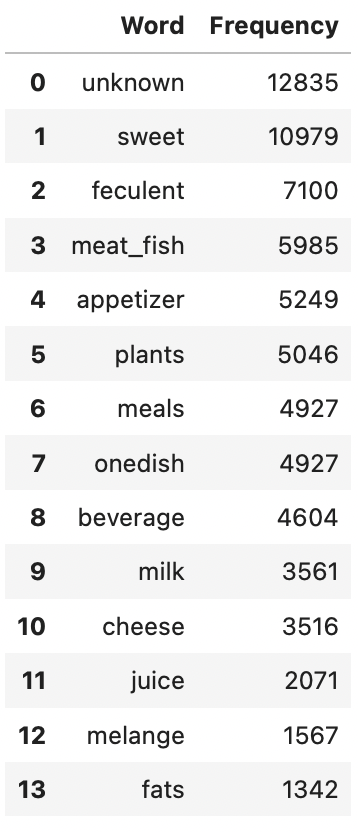 Word Frequency
0 unknown 12835
1 sweet 10979
2 feculent 7100
3 meat_fish 5985
4 appetizer 5249
5 plants 5046
6 meals 4927
7 onedish 4927
8 beverage 4604
9 milk 3561
10 cheese 3516
11 juice 2071
12 melange 1567
13 fats 1342